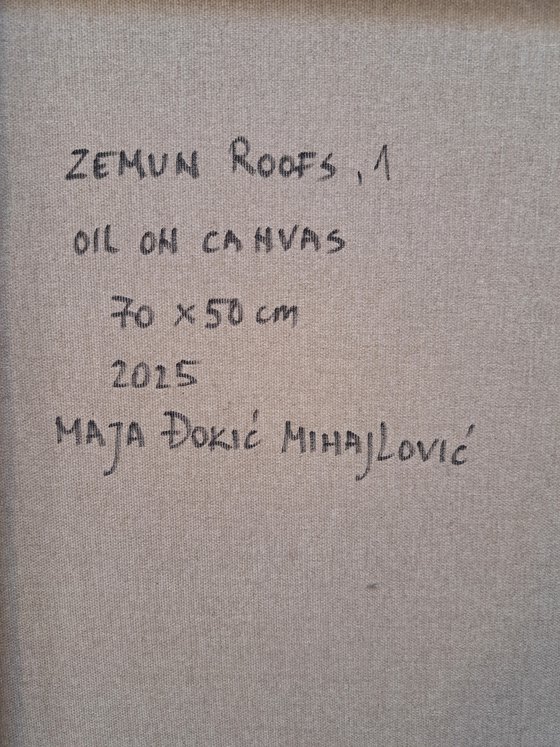 ZEMUN ROOFS, 1
OIL ON CANVAS
70 x 50 cm
2025
MAJA ĐOKIĆ MIHAJLOVIĆ